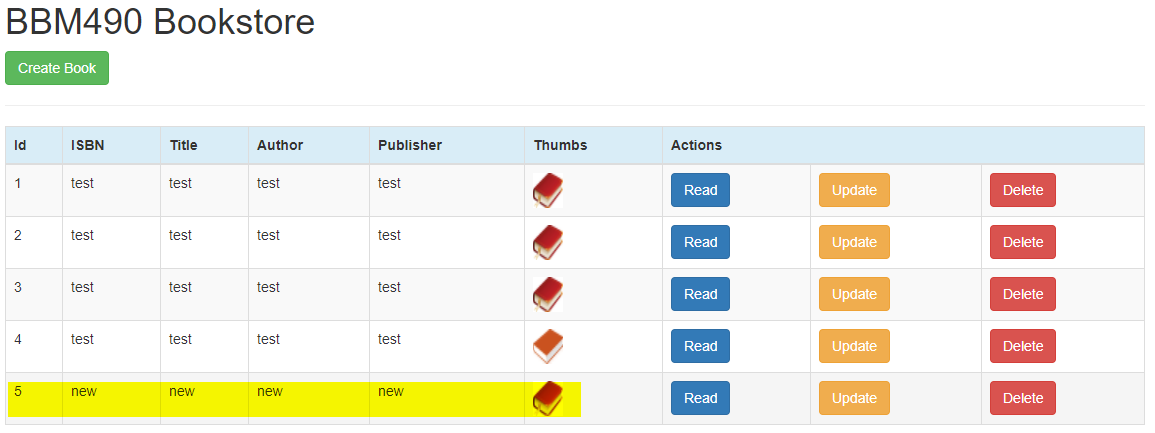 BBM490 Bookstore
Create Book
Id ISBN Title Author Publisher Thumbs Actions
1 test test test test Read Update Delete
2 test test test test Read Update Delete
3 test test test test Read Update Delete
4 test test test test Read Update Delete
5 new new new new Read Update Delete